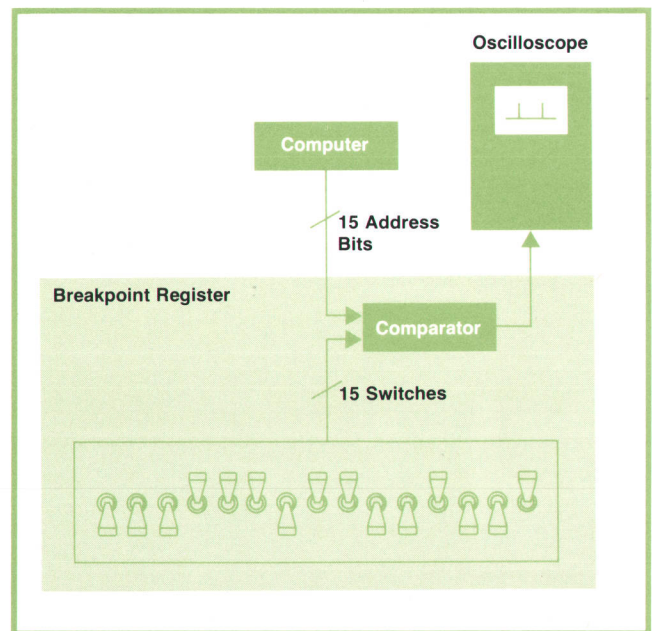 Oscilloscope
Computer
15 Address
Bits
Breakpoint Register
Comparator
15 Switches